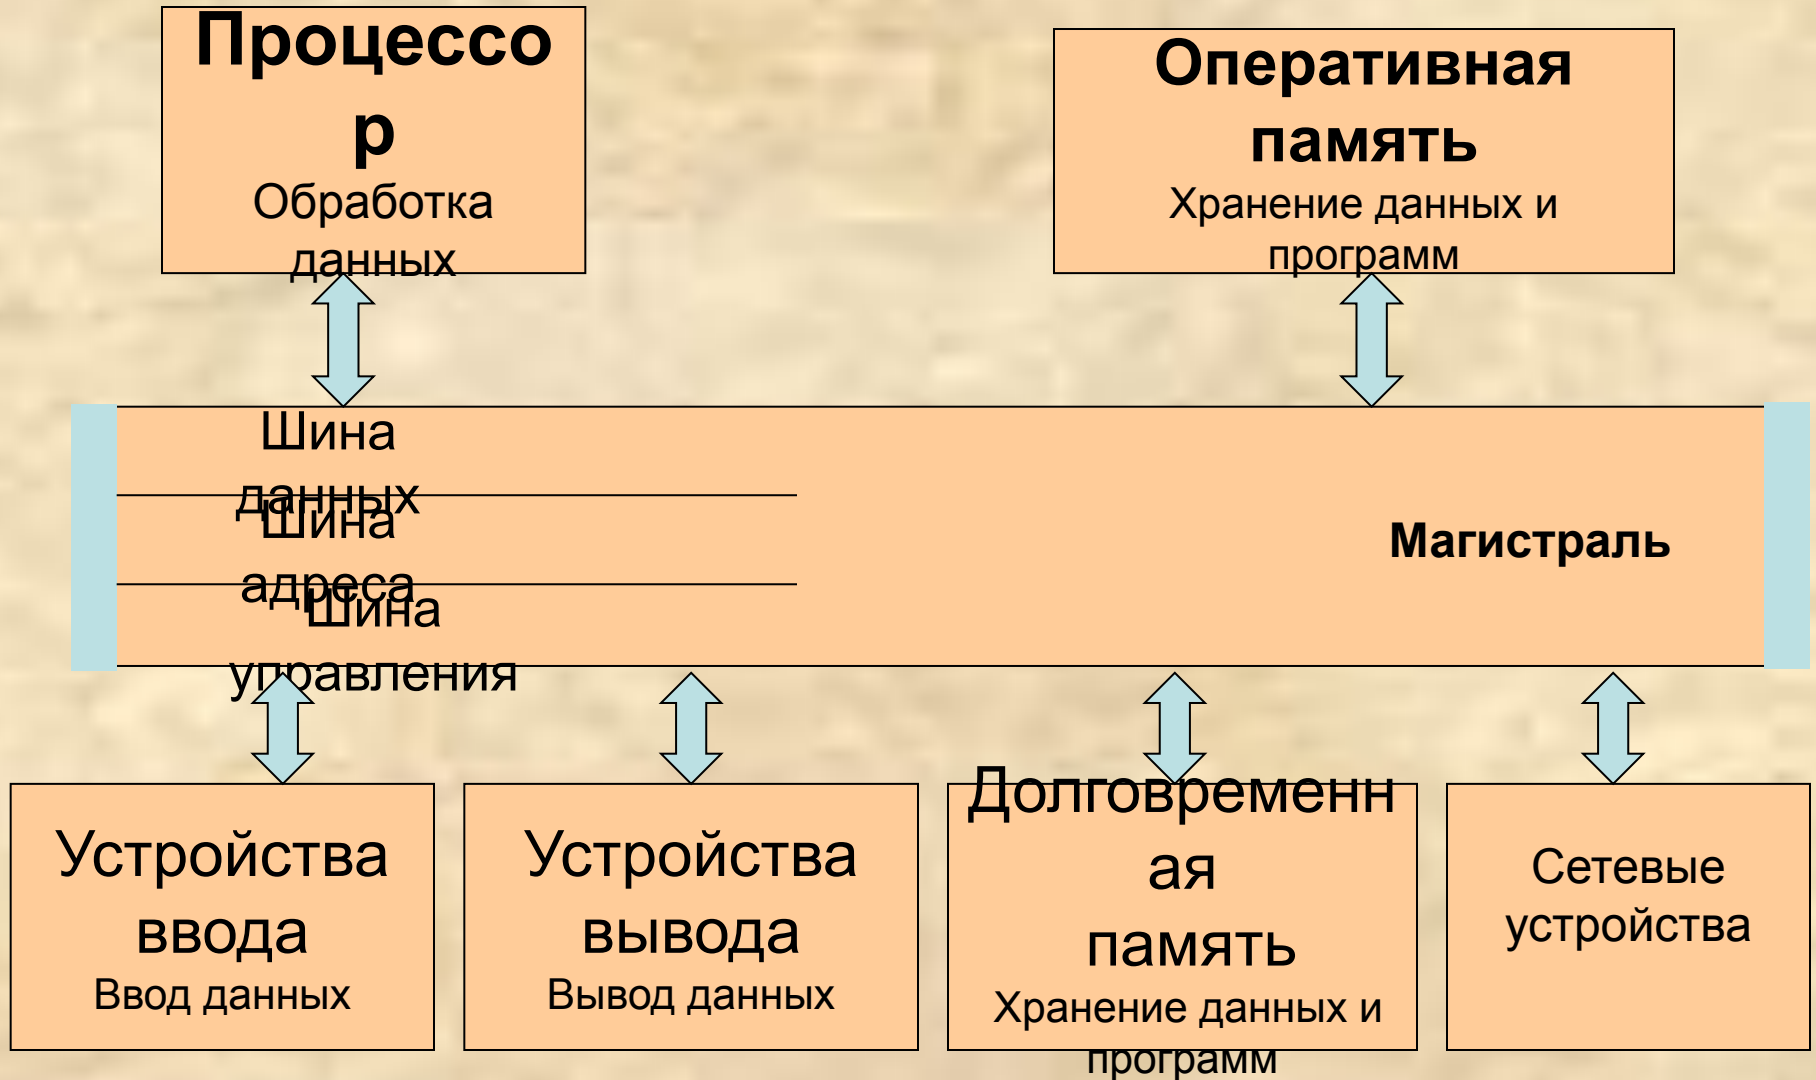 Процессо
р
Обработка
данных
Оперативная
память
Хранение данных и
программ
Шина
данных
Шина
адреса
Шина
управления
Магистраль
Устройства
ввода
Ввод данных
Устройства
вывода
Вывод данных
Долговременн
ая
память
Хранение данных и
программ
Сетевые
устройства